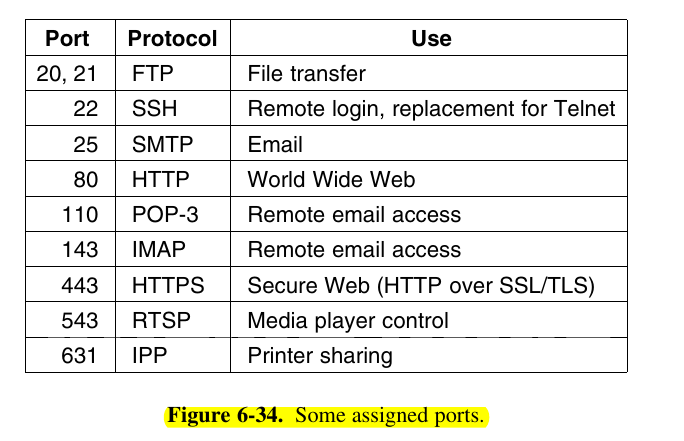 Port Protocol Use
20, 21 FTP File transfer
22 SSH Remote login, replacement for Telnet
25 SMTP Email
80 HTTP World Wide Web
110 POP-3 Remote email access
143 IMAP Remote email access
443 HTTPS Secure Web (HTTP over SSL/TLS)
543 RTSP Media player control
631 IPP Printer sharing
Figure 6-34. Some assigned ports.